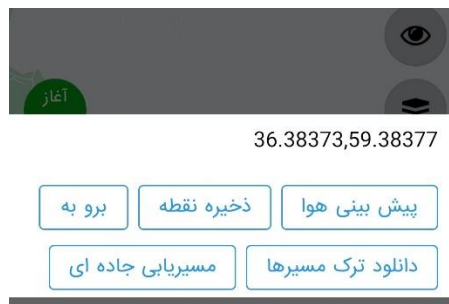 آغاز
36.38373,59.38377
پیش بینی هوا ذخیره نقطه برو به
دانلود ترک مسیرها مسیریابی جاده ای